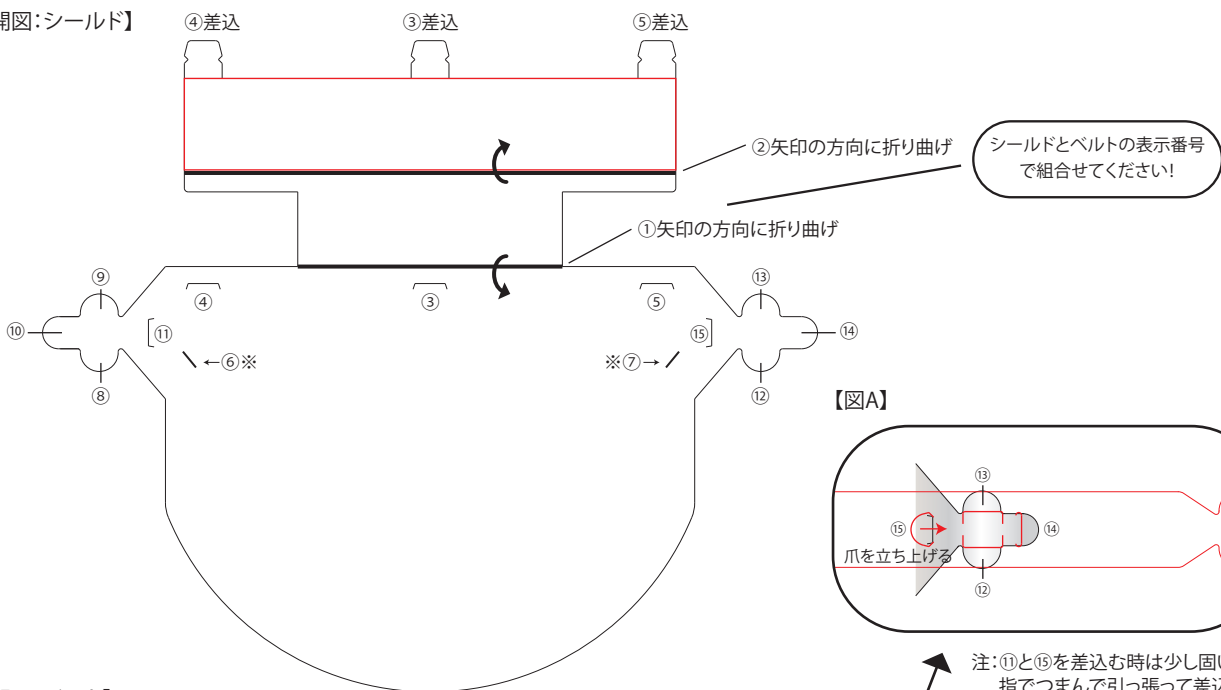 開図：シールド】
④差込
③差込
⑤差込
②矢印の方向に折り曲げ
シールドとベルトの表示番号
で組合せてください！
①矢印の方向に折り曲げ
⑨
⑬
④
③
⑤
⑩
⑪
⑮
⑭
←⑥※
※⑦→
⑧
⑫
【図A】
⑬
⑮
⑭
爪を立ち上げる
⑫
注：⑪と⑮を差込む時は少し固い
指でつまんで引っ張って差込